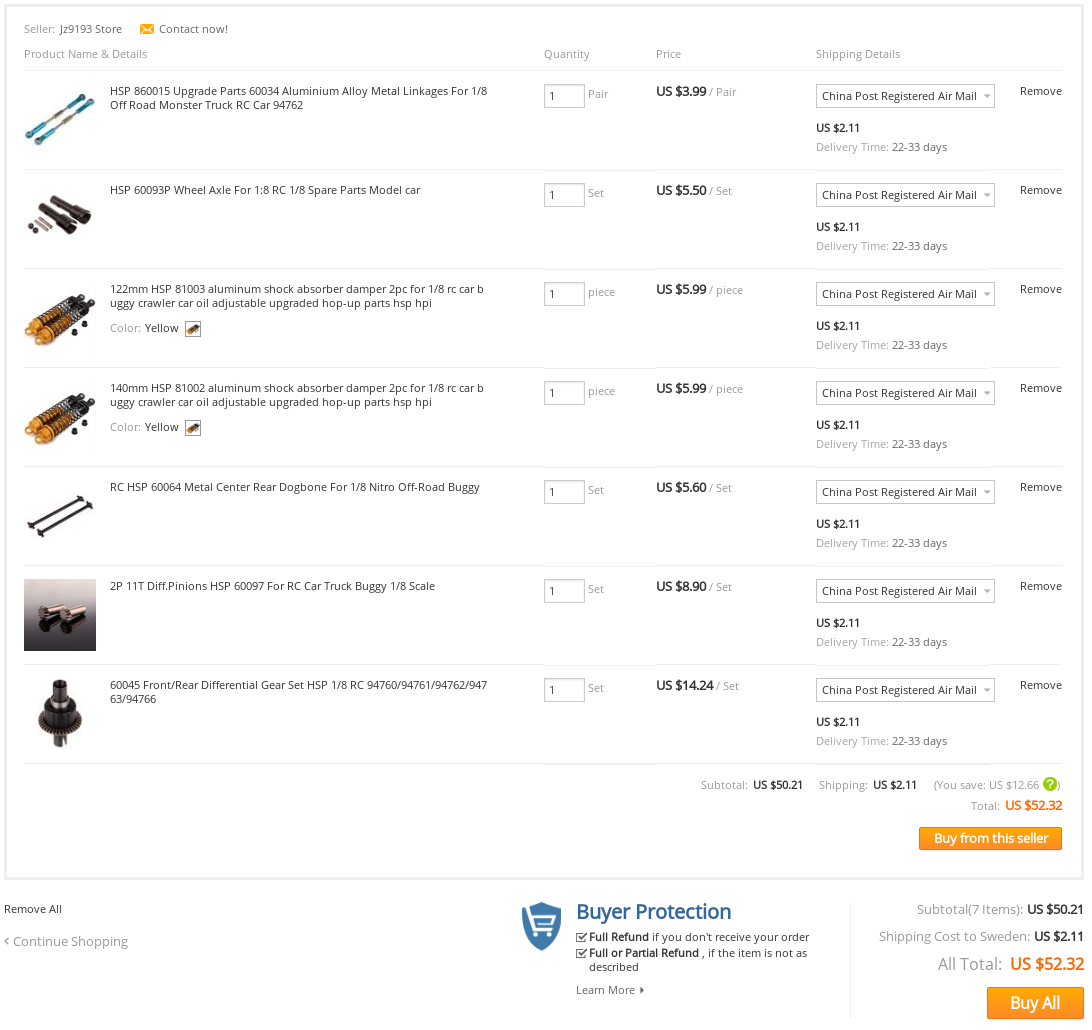 Seller: Jz9193 Store Contact now!
Product Name & Details Quantity Price Shipping Details
HSP 860015 Upgrade Parts 60034 Aluminium Alloy Metal Linkages For 1/8 1 Pair US $3.99 / Pair China Post Registered Air Mail Remove
Off Road Monster Truck RC Car 94762
US $2.11
Delivery Time: 22-33 days
HSP 60093P Wheel Axle For 1:8 RC 1/8 Spare Parts Model car 1 Set US $5.50 / Set China Post Registered Air Mail Remove
US $2.11
Delivery Time: 22-33 days
122mm HSP 81003 aluminum shock absorber damper 2pc for 1/8 rc car b 1 piece US $5.99 / piece China Post Registered Air Mail Remove
uggy crawler car oil adjustable upgraded hop-up parts hsp hpi
Color: Yellow US $2.11
Delivery Time: 22-33 days
140mm HSP 81002 aluminum shock absorber damper 2pc for 1/8 rc car b 1 piece US $5.99 / piece China Post Registered Air Mail Remove
uggy crawler car oil adjustable upgraded hop-up parts hsp hpi
Color: Yellow US $2.11
Delivery Time: 22-33 days
RC HSP 60064 Metal Center Rear Dogbone For 1/8 Nitro Off-Road Buggy 1 Set US $5.60 / Set China Post Registered Air Mail Remove
US $2.11
Delivery Time: 22-33 days
2P 11T Diff.Pinions HSP 60097 For RC Car Truck Buggy 1/8 Scale 1 Set US $8.90 / Set China Post Registered Air Mail Remove
US $2.11
Delivery Time: 22-33 days
60045 Front/Rear Differential Gear Set HSP 1/8 RC 94760/94761/94762/947 1 Set US $14.24 / Set China Post Registered Air Mail Remove
63/94766
US $2.11
Delivery Time: 22-33 days
Subtotal: US $50.21 Shipping: US $2.11 (You save: US $12.66 ?)
Total: US $52.32
Buy from this seller
Remove All
< Continue Shopping
Buyer Protection
Full Refund if you don't receive your order
Full or Partial Refund , if the item is not as
described
Learn More
Subtotal(7 Items): US $50.21
Shipping Cost to Sweden: US $2.11
All Total: US $52.32
Buy All